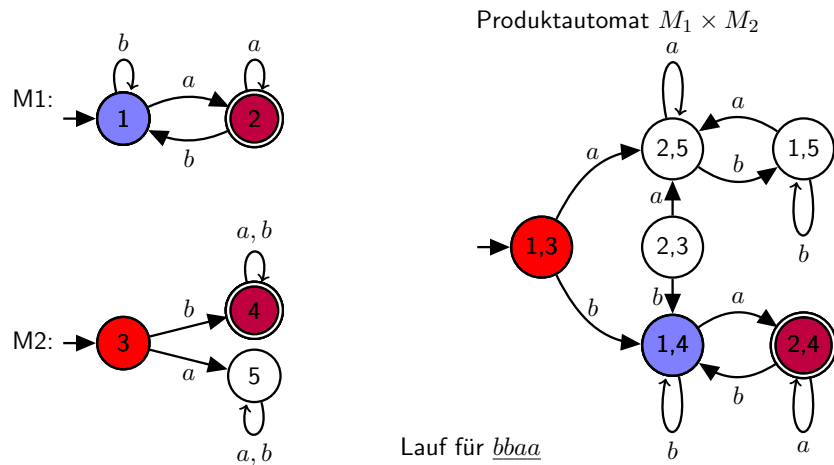 Produktautomat M₁ × M₂
M1:
b
a
1
a
2
b
M2:
a, b
b
4
3
a
5
a, b
a
a
2,5
b
1,5
b
a
a
1,3
2,3
b
b
a
1,4
2,4
b
b
a
Lauf für bbaa